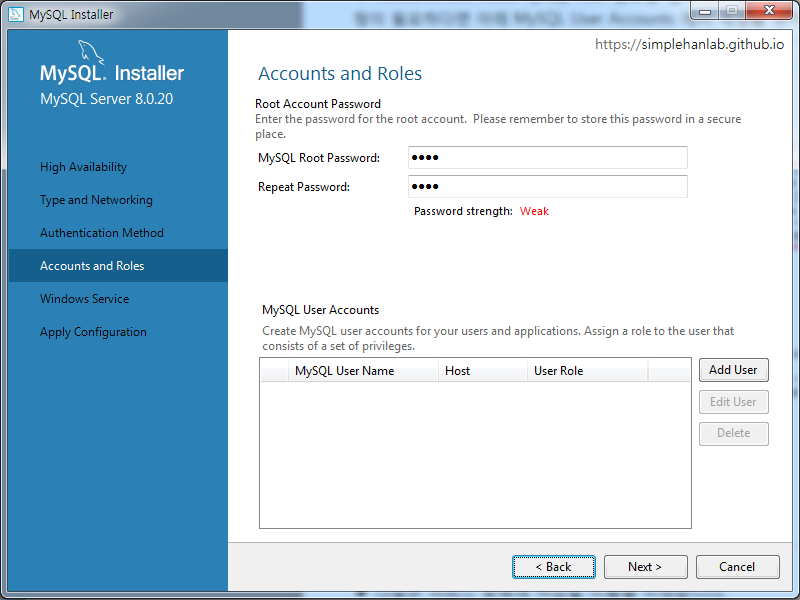 MySQL Installer
MySQL User Accounts
https://simplehanlab.github.io
MySQL. Installer
MySQL Server 8.0.20
High Availability
Type and Networking
Authentication Method
Accounts and Roles
Windows Service
Apply Configuration
Accounts and Roles
Root Account Password
Enter the password for the root account. Please remember to store this password in a secure
place.
MySQL Root Password: ●●●●
Repeat Password: ●●●●
Password strength: Weak
MySQL User Accounts
Create MySQL user accounts for your users and applications. Assign a role to the user that
consists of a set of privileges.
MySQL User Name Host User Role
Add User
Edit User
Delete
< Back Next > Cancel